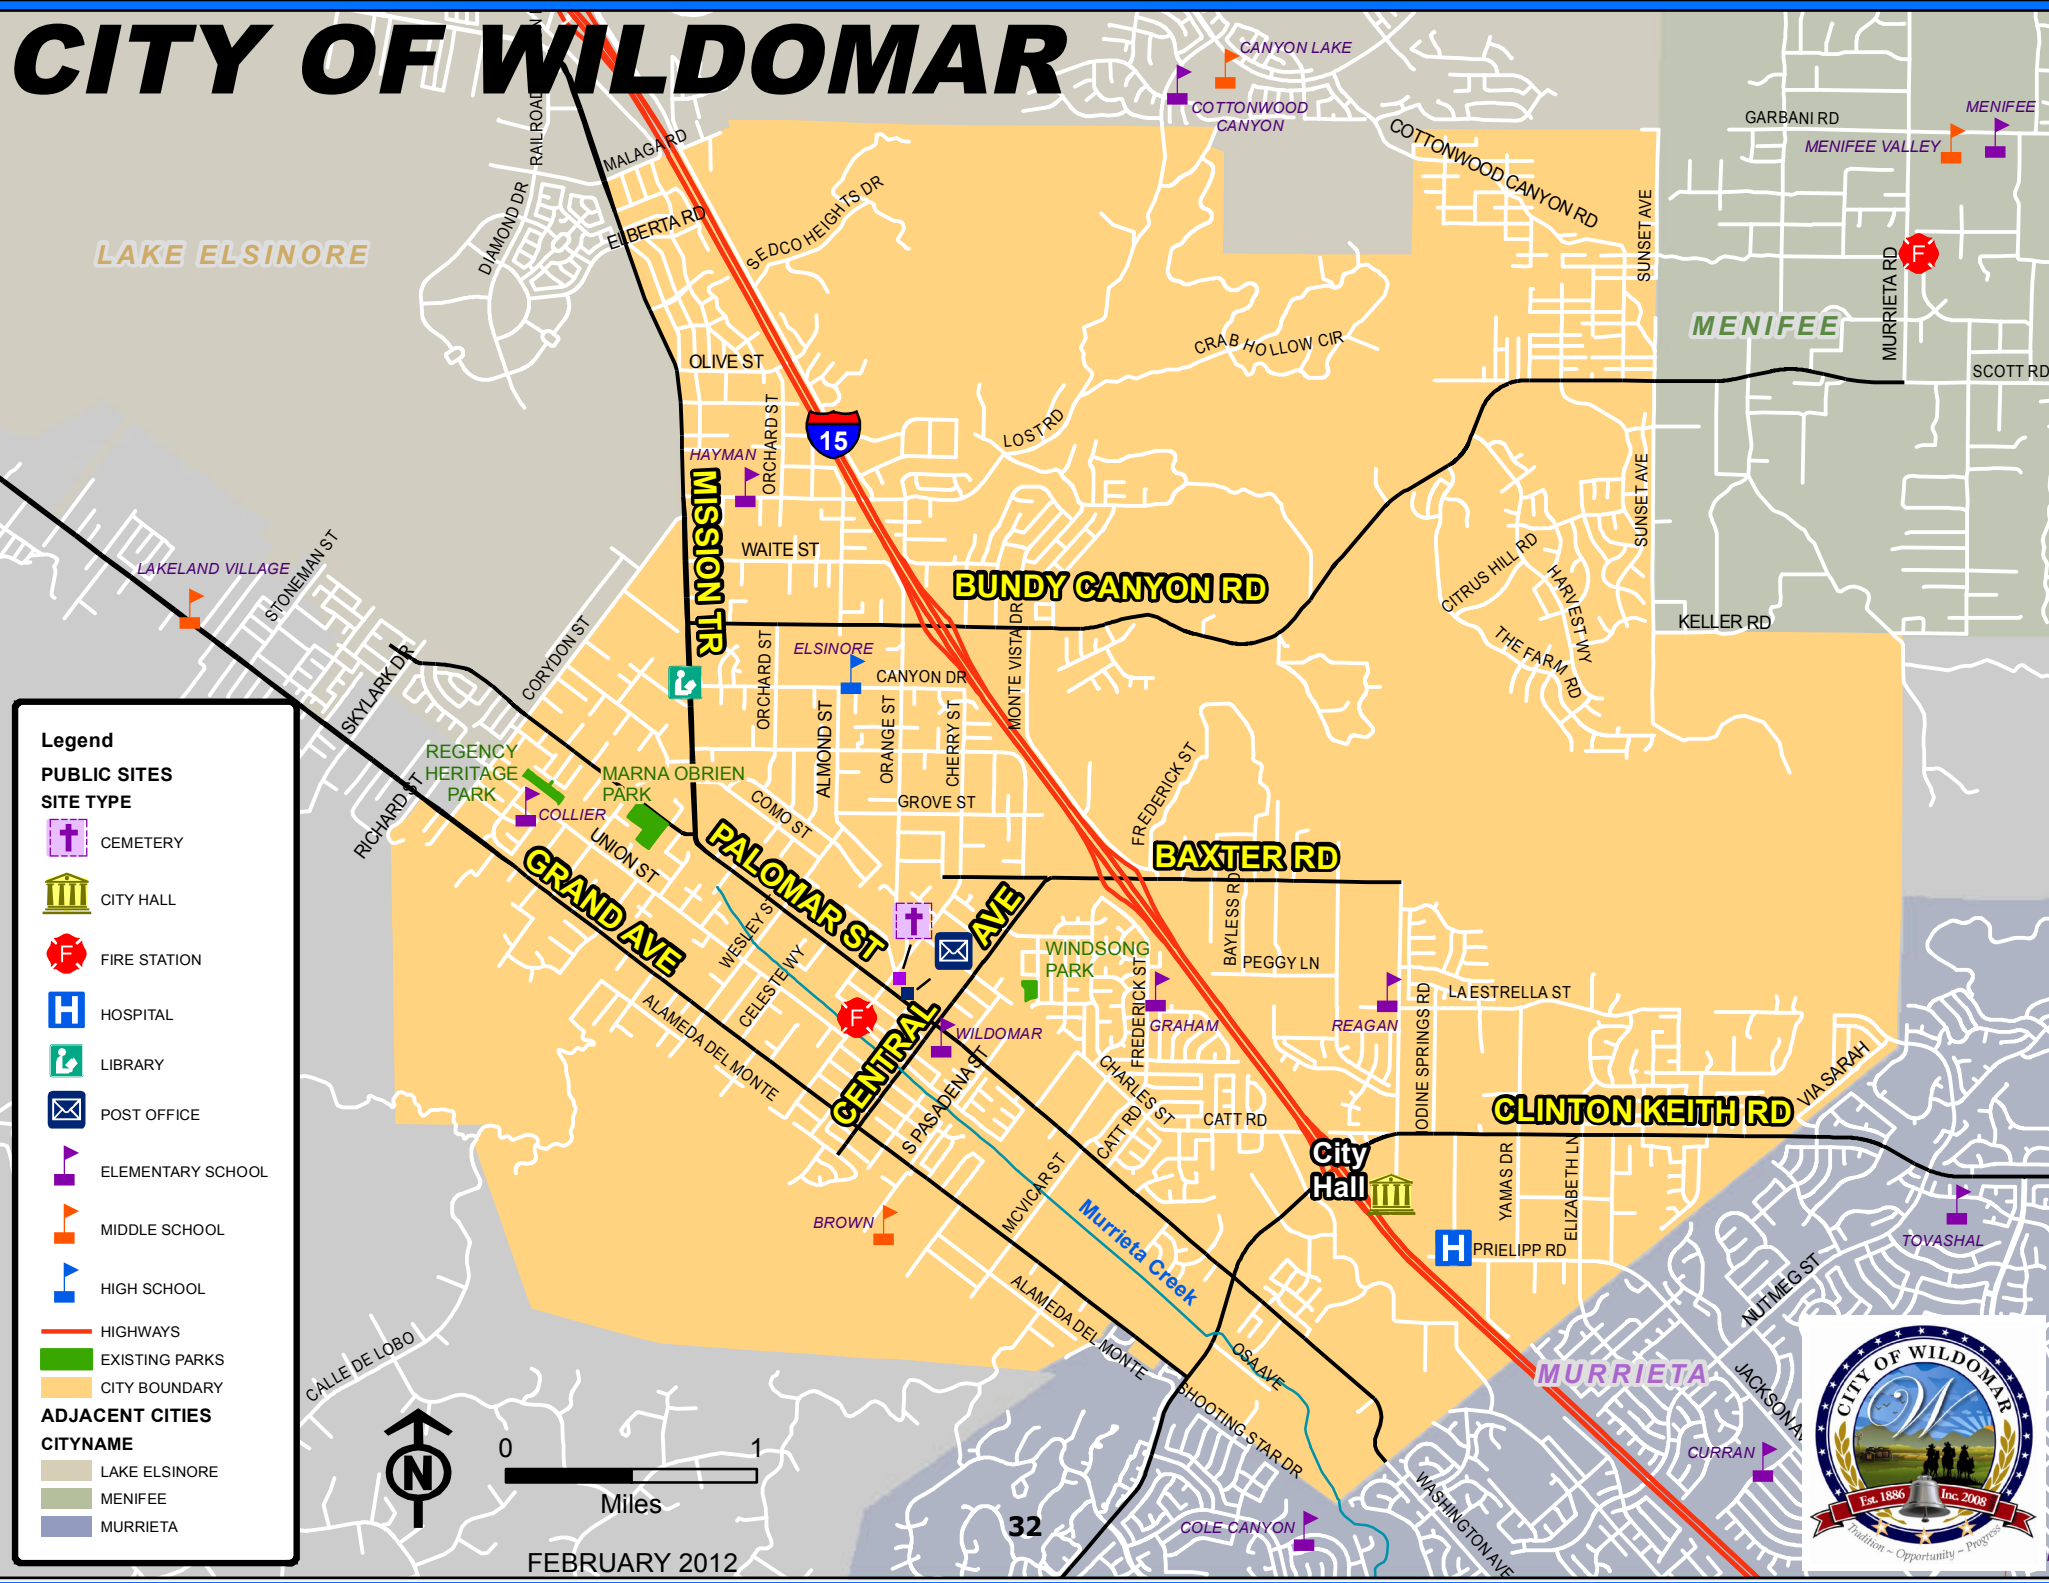 CITY OF WILDOMAR
CANYON LAKE
COTTONWOOD
CANYON
MENIFEE
GARBANI RD
MENIFEE VALLEY
COTTONWOOD CANYON RD
MALAGA RD
DIAMOND DR
ELBERTA RD
SEDCO HEIGHTS DR
SUNSET AVE
MURRIETA RD
F
LAKE ELSINORE
MENIFEE
CRAB HOLLOW CIR
OLIVE ST
SCOTT RD
ORCHARD ST
LOST RD
15
HAYMAN
MISSION TR
SUNSET AVE
WAITE ST
BUNDY CANYON RD
CITRUS HILL RD
HARVEST WY
LAKELAND VILLAGE
STONEMAN ST
CORYDON ST
SKYLARK DR
KELLER RD
THE FARM RD
ELSINORE
CANYON DR
ORCHARD ST
ALMOND ST
ORANGE ST
CHERRY ST
MONTE VISTA DR
REGENCY
HERITAGE
PARK
MARNA OBRIEN
PARK
COLLIER
RICHARD ST
UNION ST
COMO ST
GROVE ST
FREDERICK ST
PALOMAR ST
GRAND AVE
BAXTER RD
CENTRAL AVE
WESLEY ST
CELESTE WY
WINDSONG
PARK
BAYLESS RD
PEGGY LN
FREDERICK ST
GRAHAM
REAGAN
LA ESTRELLA ST
IODINE SPRINGS RD
ALAMEDA DEL MONTE
F
WILDOMAR
S PASADENA ST
CHARLES ST
CATT RD
CATT RD
VIA SARAH
CLINTON KEITH RD
City
Hall
YAMAS DR
ELIZABETH LN
MCVICAR ST
BROWN
Murrieta Creek
H
PRIELIPP RD
TOVASHAL
NUTMEG ST
ALAMEDA DEL MONTE
OSA AVE
SHOOTING STAR DR
MURRIETA
CURRAN
WASHINGTON AVE
COLE CANYON
CALLE DE LOBO
Legend
PUBLIC SITES
SITE TYPE
CEMETERY
CITY HALL
F FIRE STATION
H HOSPITAL
LIBRARY
POST OFFICE
ELEMENTARY SCHOOL
MIDDLE SCHOOL
HIGH SCHOOL
HIGHWAYS
EXISTING PARKS
CITY BOUNDARY
ADJACENT CITIES
CITYNAME
LAKE ELSINORE
MENIFEE
MURRIETA
N
0 1
Miles
FEBRUARY 2012
32
CITY OF WILDOMAR
W
Est. 1886 Inc. 2008
Tradition ~ Opportunity ~ Progress